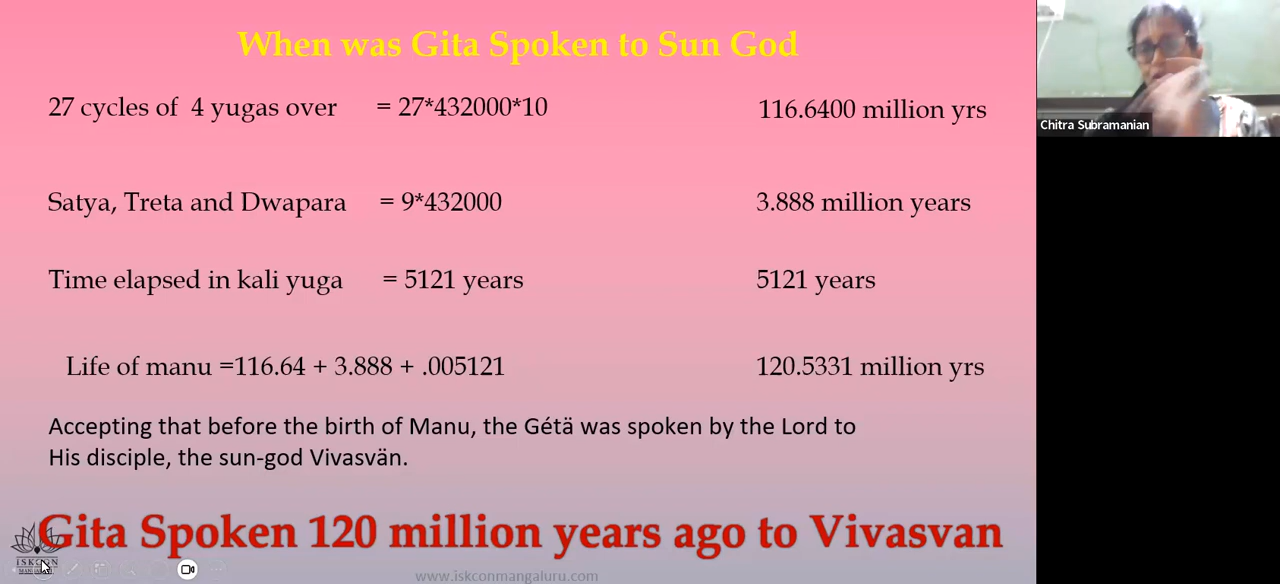 When was Gita Spoken to Sun God
27 cycles of 4 yugas over = 27*432000*10 116.6400 million yrs
Satya, Treta and Dwapara = 9*432000 3.888 million years
Time elapsed in kali yuga = 5121 years 5121 years
Life of manu =116.64 + 3.888 + .005121 120.5331 million yrs
Accepting that before the birth of Manu, the Gétä was spoken by the Lord to
His disciple, the sun-god Vivasvän.
Gita Spoken 120 million years ago to Vivasvan
ISKCON
www.iskconmangaluru.com
Chitra Subramanian